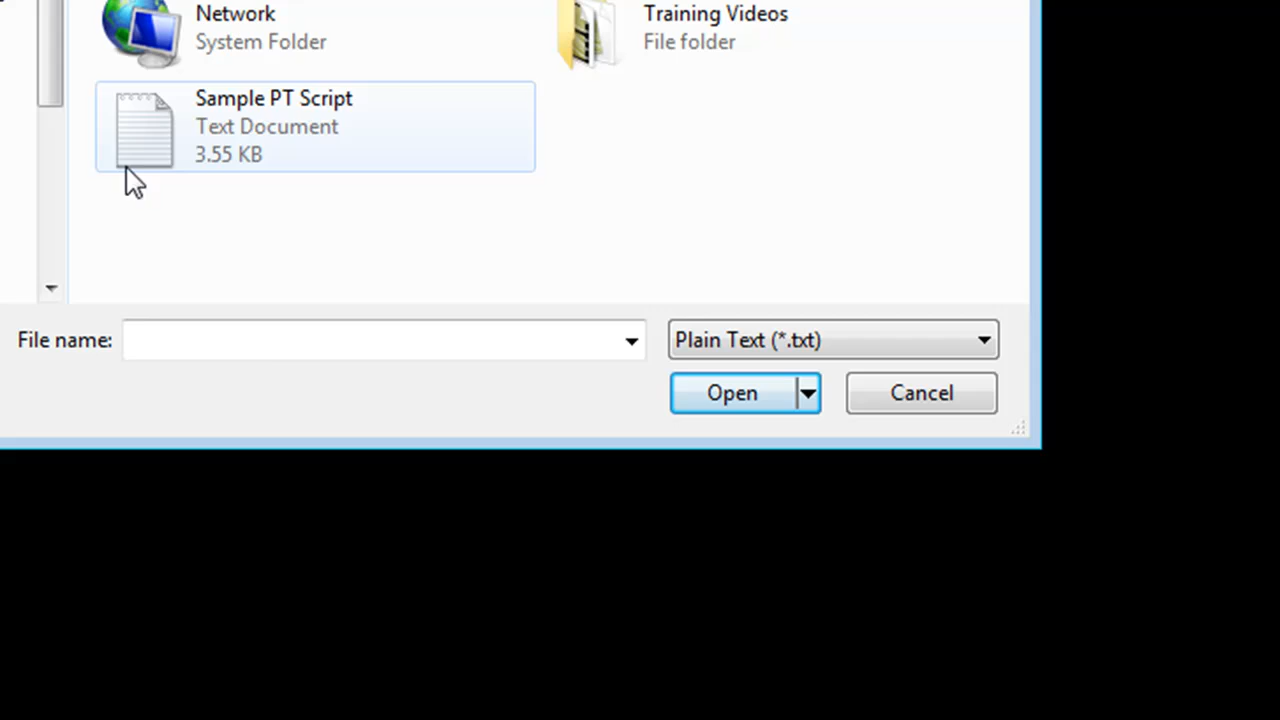 Network
System Folder
Training Videos
File folder
Sample PT Script
Text Document
3.55 KB
File name:
Plain Text (*.txt)
Open
Cancel